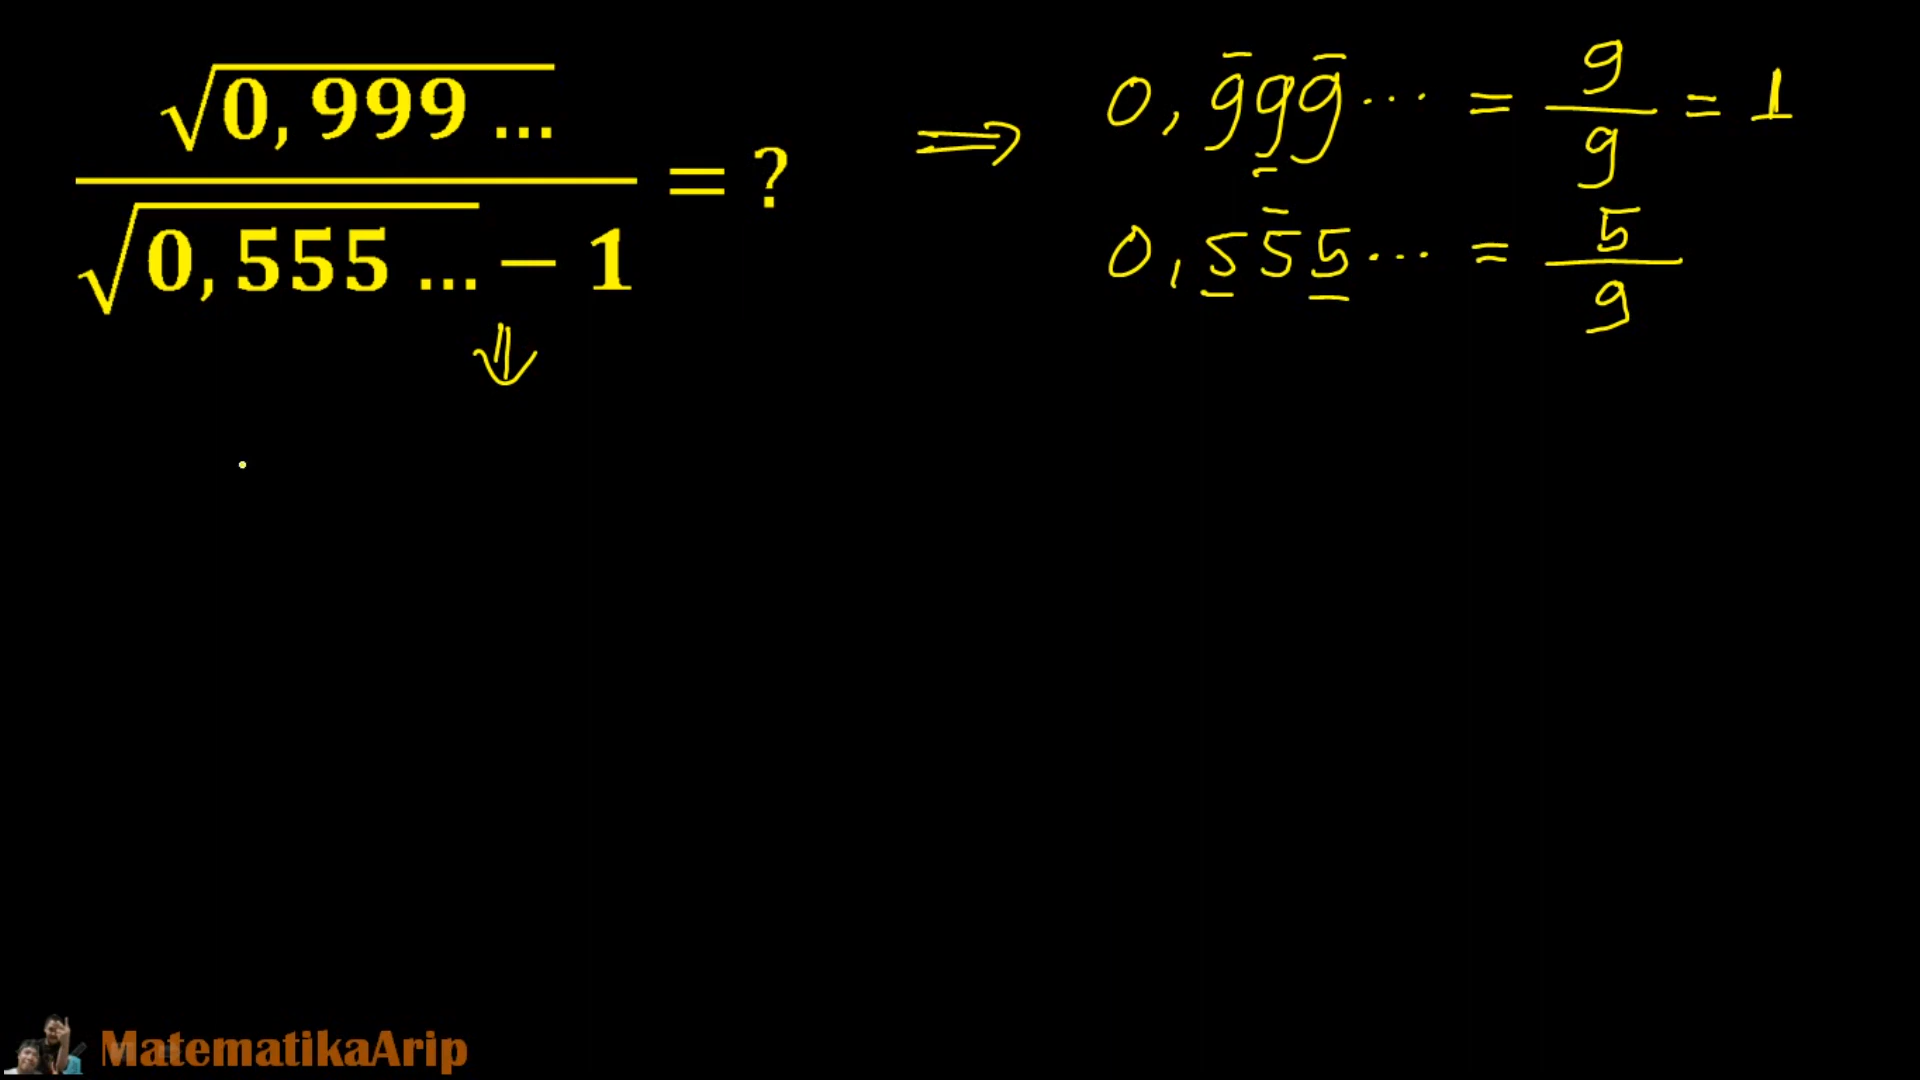 √0,999 ...
√0,555 ... − 1
= ?
⇒ 0,999... = 9/9 = 1
0,555... = 5/9
⇓
MatematikaArip